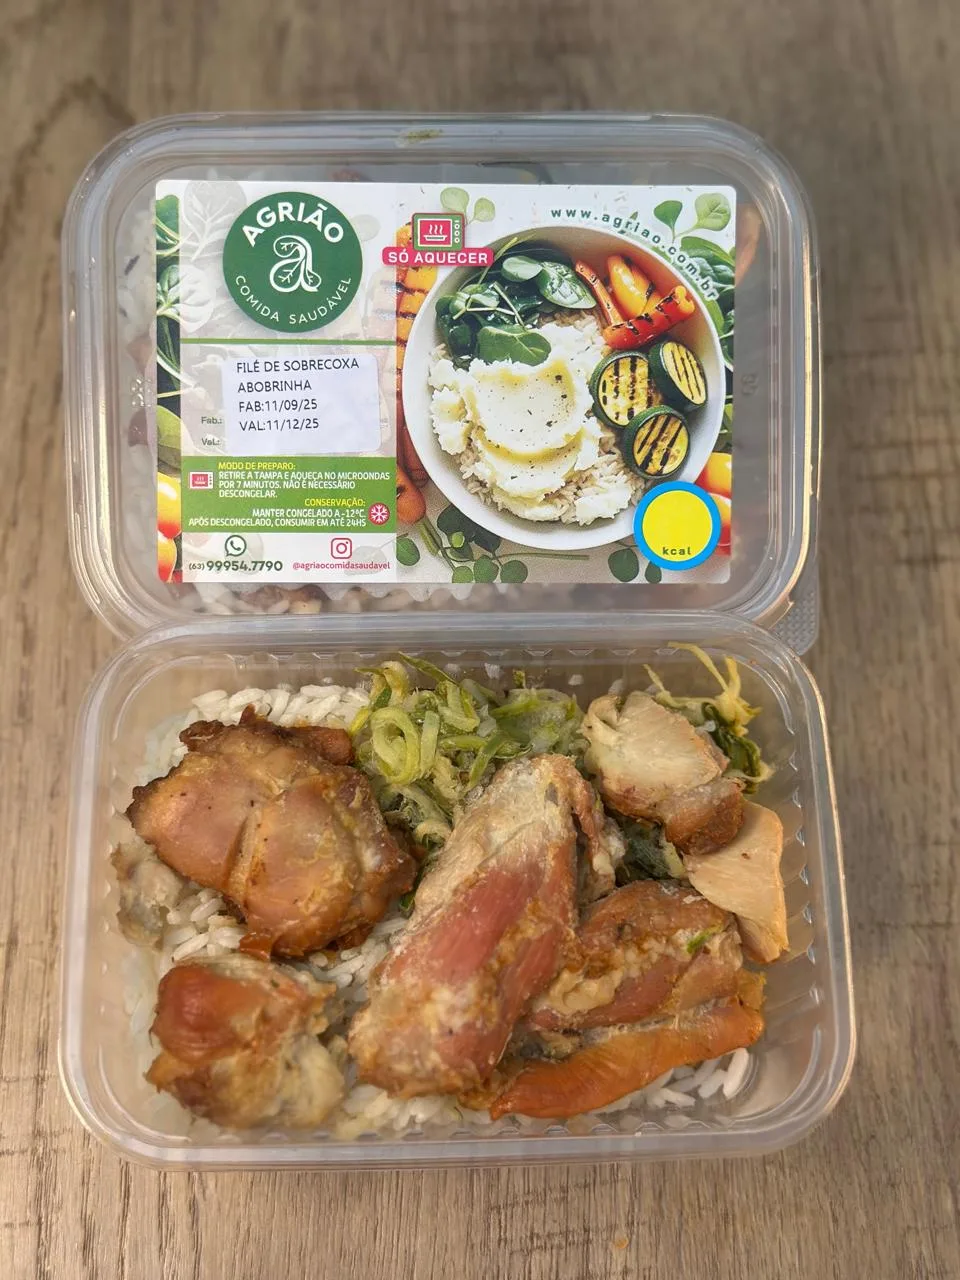 AGRIÃO
COMIDA SAUDÁVEL
SÓ AQUECER
www.agriao.com.br
FILÉ DE SOBRECOXA
ABOBRINHA
FAB:11/09/25
VAL:11/12/25
Fab.:
Val.:
MODO DE PREPARO:
RETIRE A TAMPA E AQUEÇA NO MICROONDAS
POR 7 MINUTOS. NÃO É NECESSÁRIO
DESCONGELAR.
CONSERVAÇÃO:
MANTER CONGELADO A -12°C.
APÓS DESCONGELADO, CONSUMIR EM ATÉ 24HS
(63) 99954.7790
@agriaocomidasaudavel
kcal